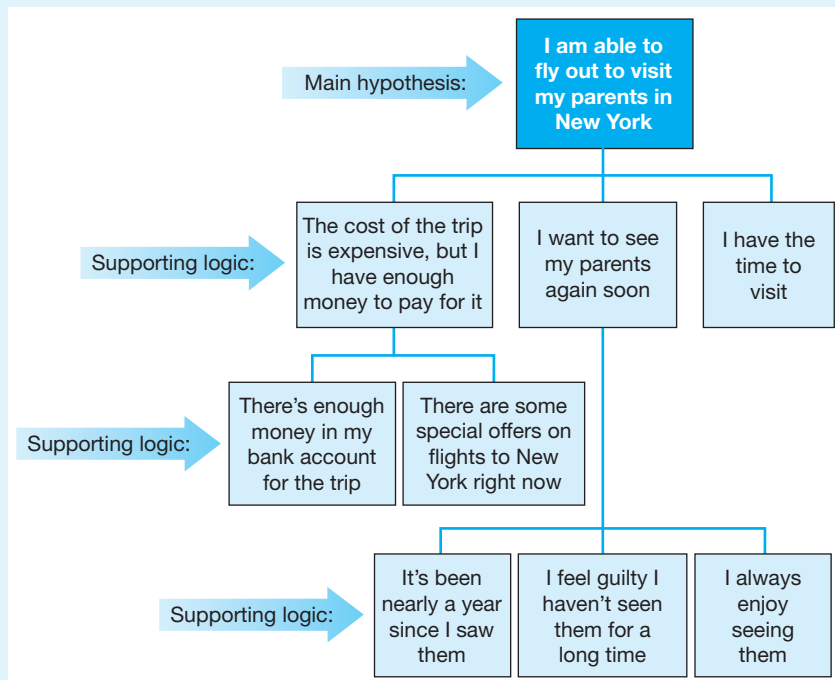 Main hypothesis:
I am able to
fly out to visit
my parents in
New York
Supporting logic:
The cost of the trip
is expensive, but I
have enough
money to pay for it
I want to see
my parents
again soon
I have the
time to
visit
Supporting logic:
There's enough
money in my
bank account
for the trip
There are some
special offers on
flights to New
York right now
Supporting logic:
It's been
nearly a year
since I saw
them
I feel guilty I
haven't seen
them for a
long time
I always
enjoy
seeing
them